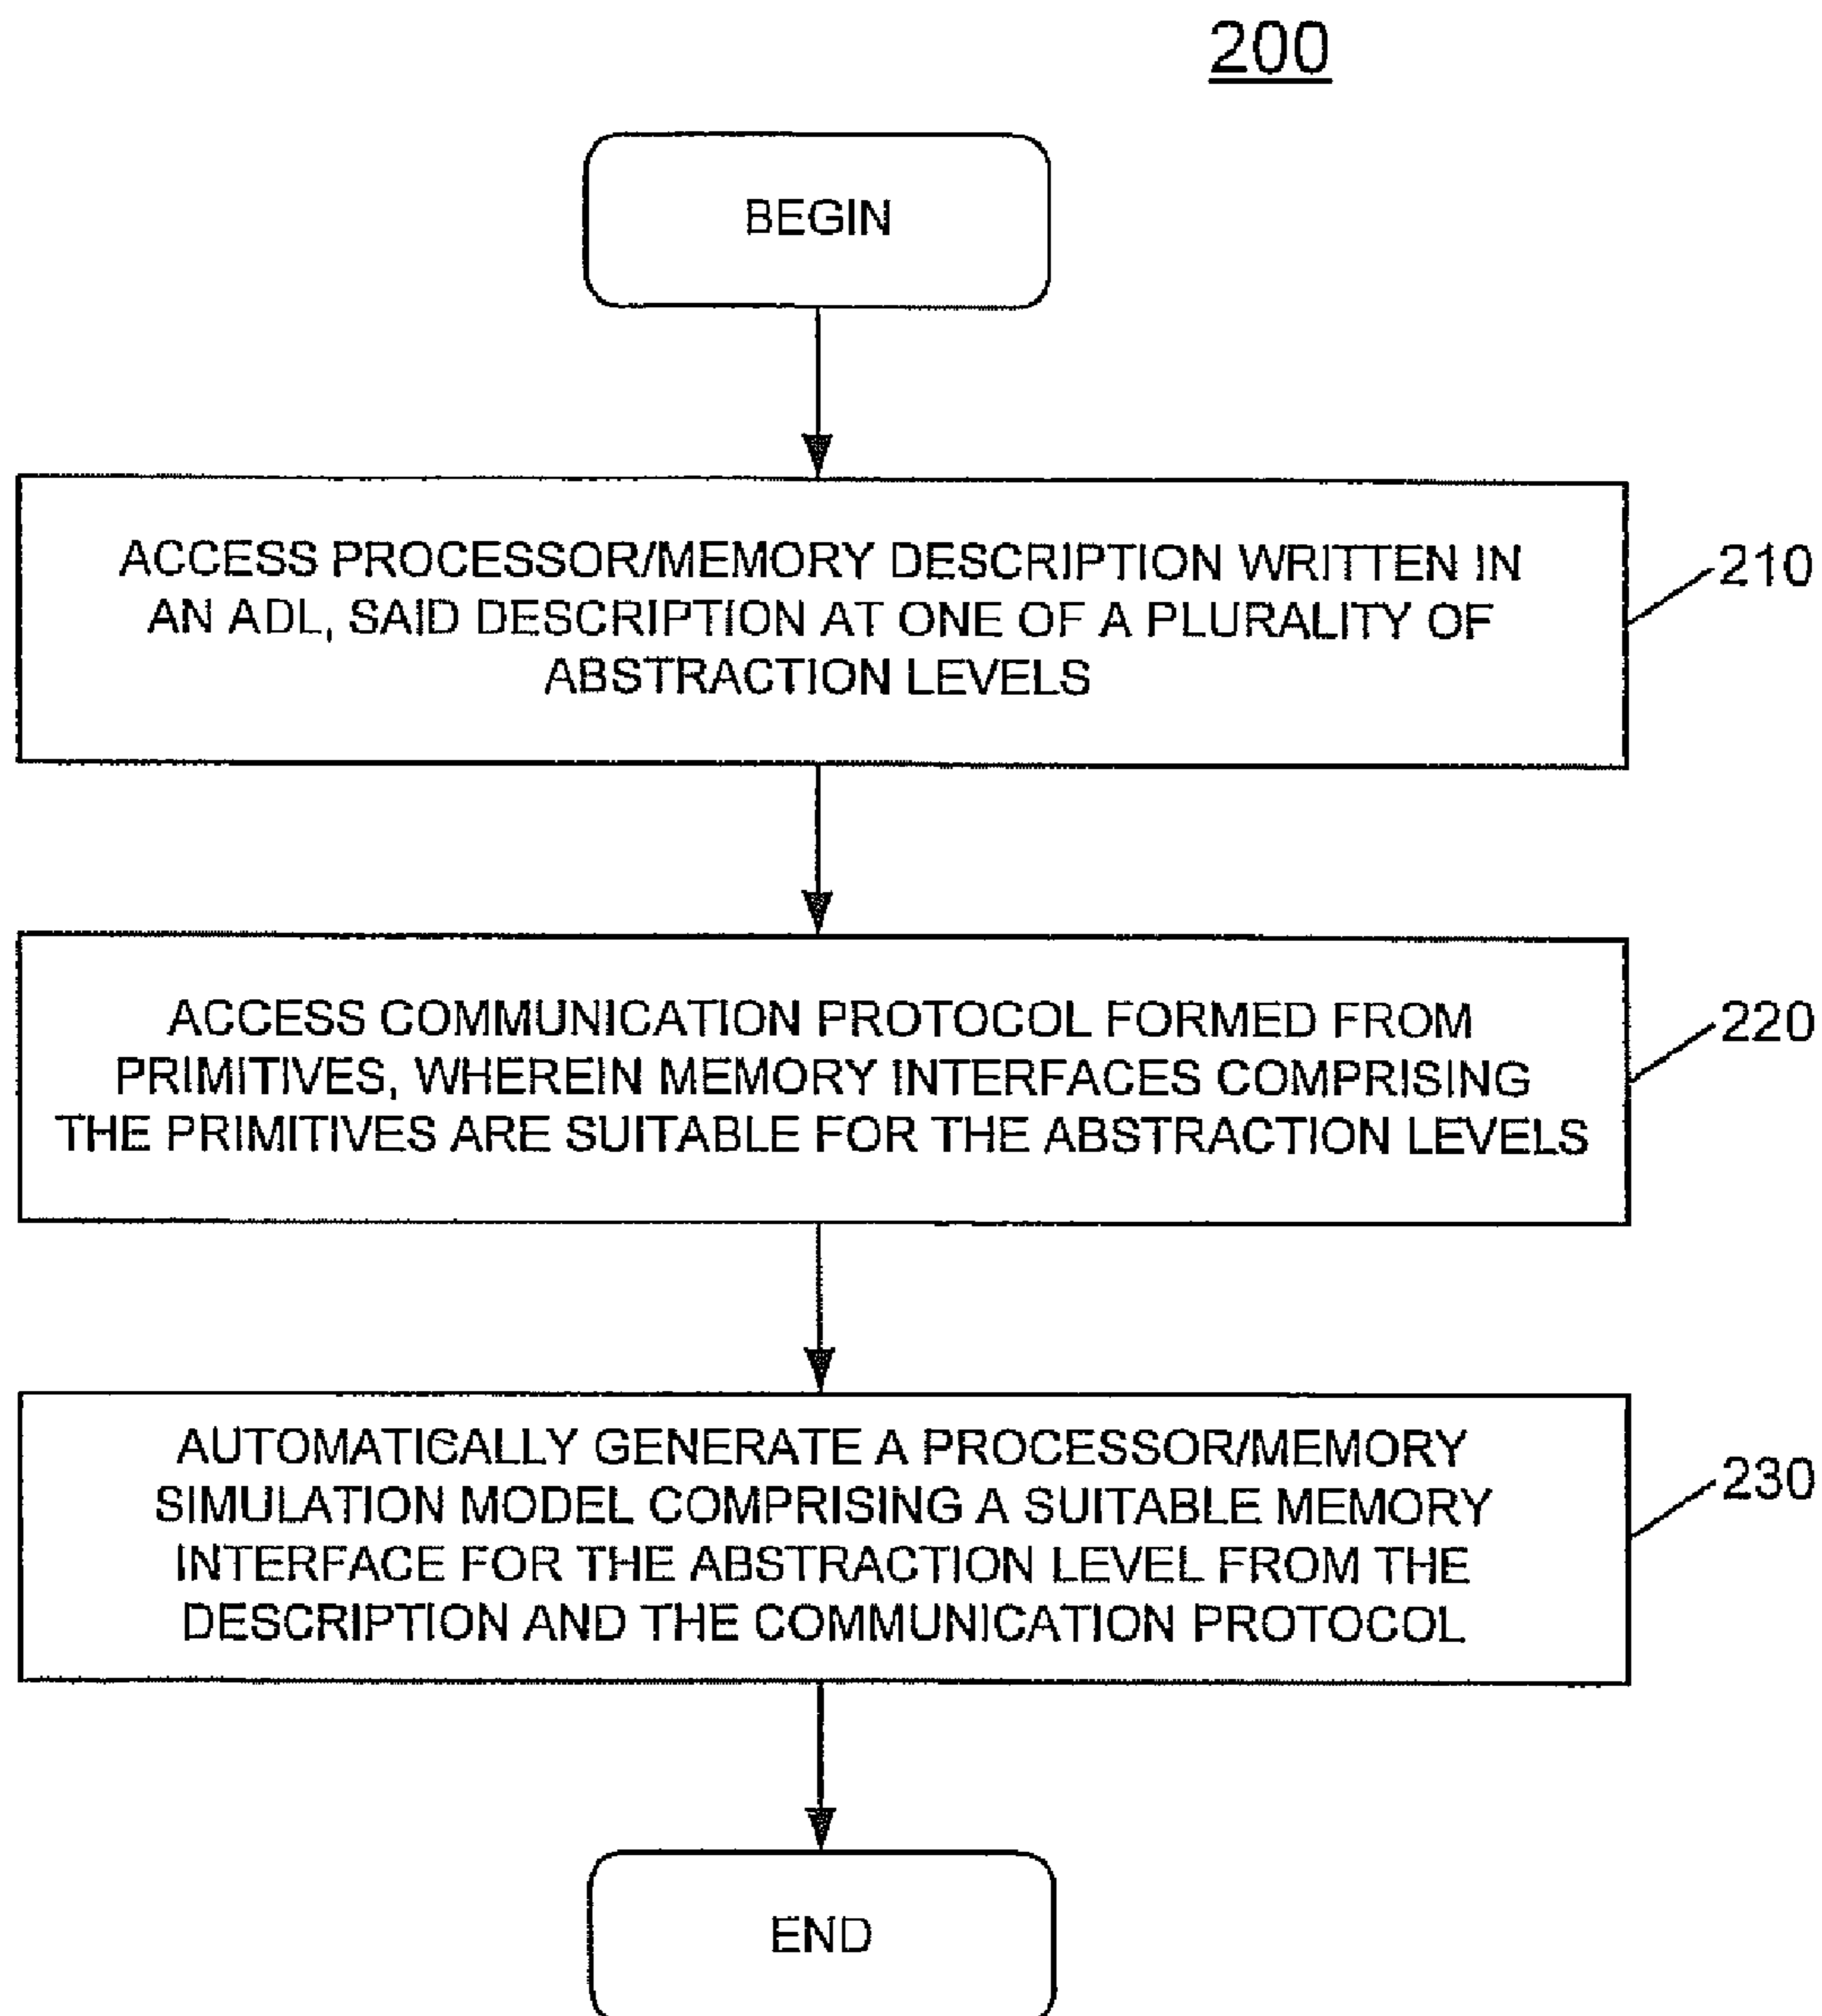 200
BEGIN
ACCESS PROCESSOR/MEMORY DESCRIPTION WRITTEN IN
AN ADL, SAID DESCRIPTION AT ONE OF A PLURALITY OF
ABSTRACTION LEVELS
210
ACCESS COMMUNICATION PROTOCOL FORMED FROM
PRIMITIVES, WHEREIN MEMORY INTERFACES COMPRISING
THE PRIMITIVES ARE SUITABLE FOR THE ABSTRACTION LEVELS
220
AUTOMATICALLY GENERATE A PROCESSOR/MEMORY
SIMULATION MODEL COMPRISING A SUITABLE MEMORY
INTERFACE FOR THE ABSTRACTION LEVEL FROM THE
DESCRIPTION AND THE COMMUNICATION PROTOCOL
230
END